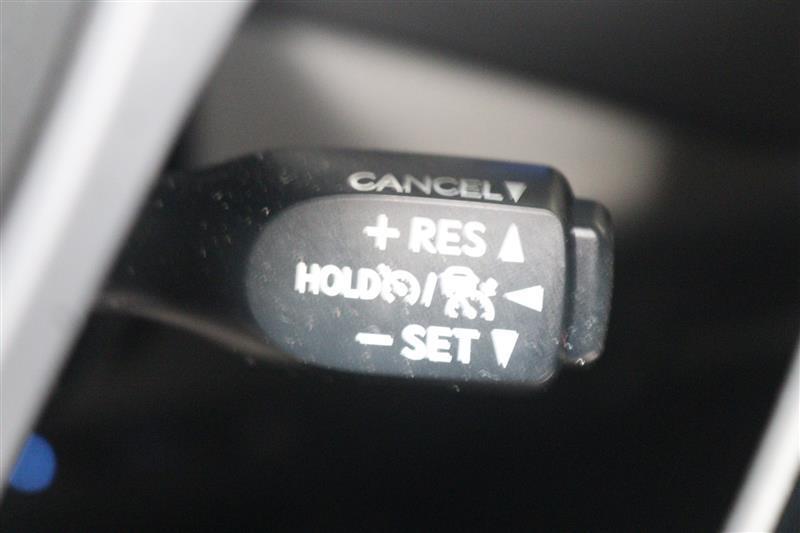 CANCEL▼
+ RES ▲
HOLD / ◀
− SET ▼